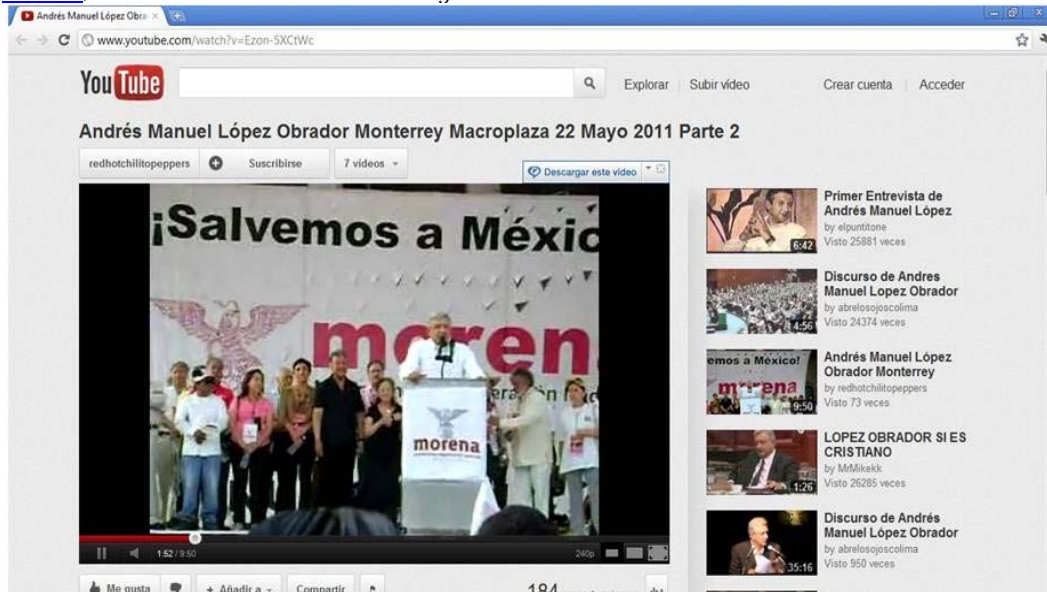 Andrés Manuel López Obra
www.youtube.com/watch?v=Ezon-5XCtWc
YouTube
Explorar
Subir vídeo
Crear cuenta
Acceder
Andrés Manuel López Obrador Monterrey Macroplaza 22 Mayo 2011 Parte 2
redhotchilitopeppers
Suscribirse
7 vídeos
Descargar este vídeo
¡Salvemos a Méxic
moren
morena
1:52 / 9:50
240p
Me gusta
Añadir a
Compartir
184
6:42
Primer Entrevista de
Andrés Manuel López
by elpuntitone
Visto 25881 veces
4:56
Discurso de Andres
Manuel Lopez Obrador
by abrelosojoscolima
Visto 24374 veces
emos a México!
morena
9:50
Andrés Manuel López
Obrador Monterrey
by redhotchilitopeppers
Visto 73 veces
1:26
LOPEZ OBRADOR SI ES
CRISTIANO
by MrMikekk
Visto 26285 veces
35:16
Discurso de Andrés
Manuel López Obrador
by abrelosojoscolima
Visto 950 veces